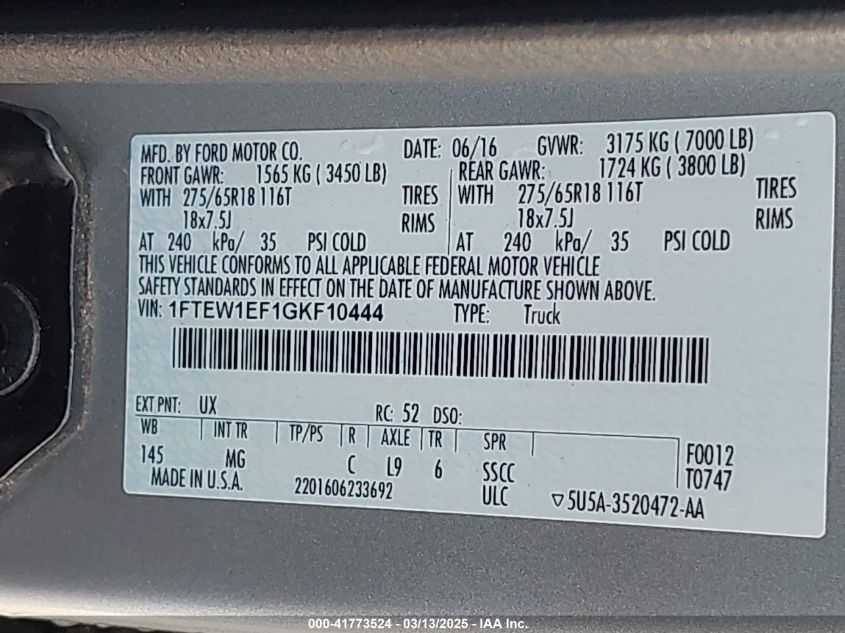 MFD. BY FORD MOTOR CO. DATE: 06/16 GVWR: 3175 KG ( 7000 LB)
FRONT GAWR: 1565 KG ( 3450 LB) REAR GAWR: 1724 KG ( 3800 LB)
WITH 275/65R18 116T TIRES WITH 275/65R18 116T TIRES
18x7.5J RIMS 18x7.5J RIMS
AT 240 kPa/ 35 PSI COLD AT 240 kPa/ 35 PSI COLD
THIS VEHICLE CONFORMS TO ALL APPLICABLE FEDERAL MOTOR VEHICLE
SAFETY STANDARDS IN EFFECT ON THE DATE OF MANUFACTURE SHOWN ABOVE.
VIN: 1FTEW1EF1GKF10444 TYPE: Truck
EXT PNT: UX RC: 52 DSO:
WB INT TR TP/PS R AXLE TR SPR
145 MG C L9 6 SSCC F0012
MADE IN U.S.A. 2201606233692 ULC T0747
▽5U5A-3520472-AA
000-41773524 — 03/13/2025 — IAA Inc.